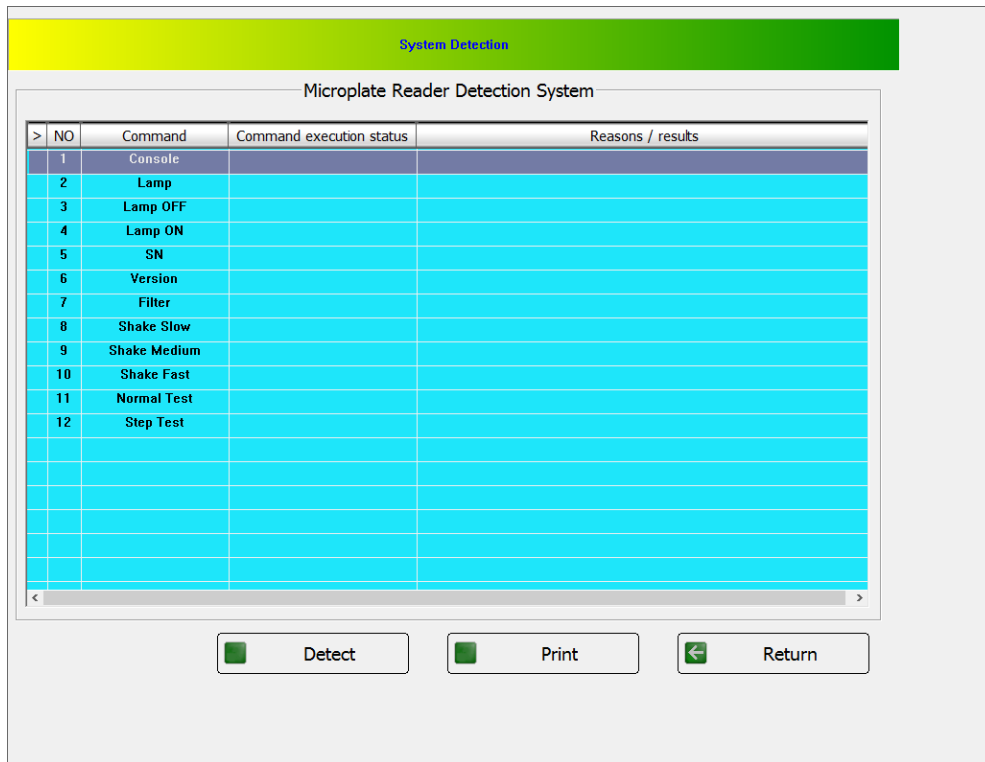 System Detection
Microplate Reader Detection System
> NO Command Command execution status Reasons / results
1 Console
2 Lamp
3 Lamp OFF
4 Lamp ON
5 SN
6 Version
7 Filter
8 Shake Slow
9 Shake Medium
10 Shake Fast
11 Normal Test
12 Step Test
Detect Print Return